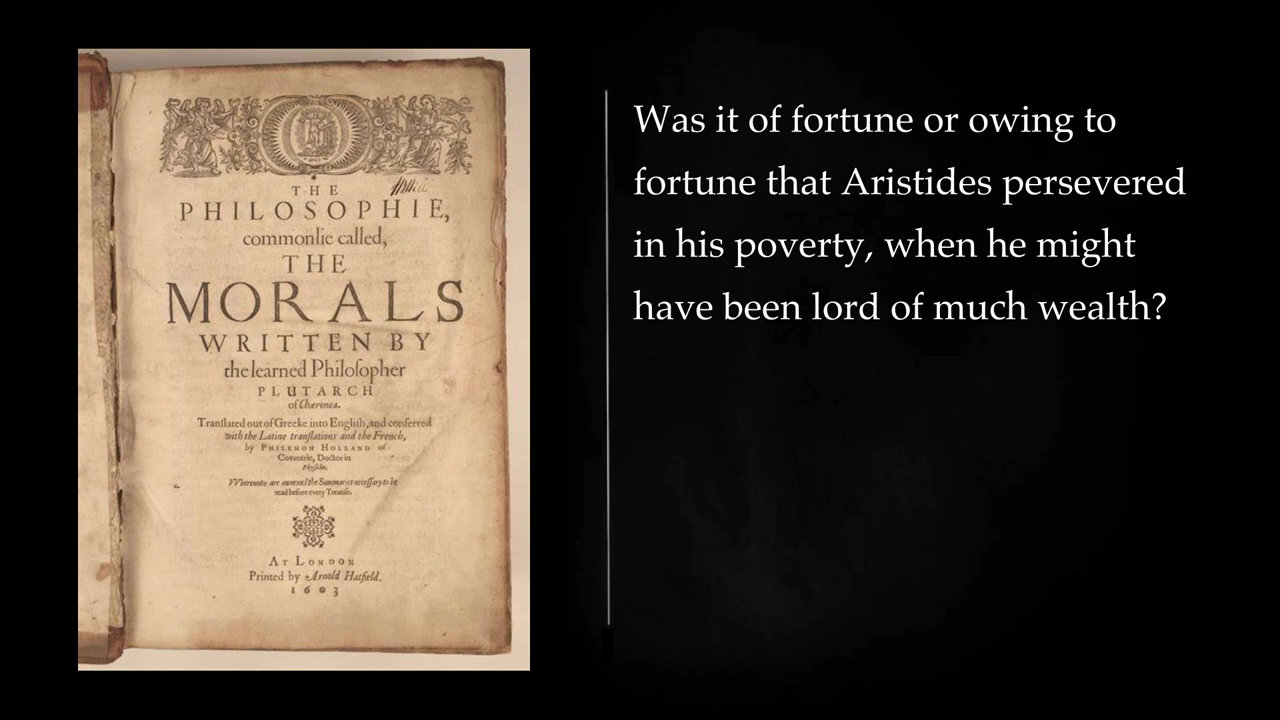 THE
PHILOSOPHIE,
commonlie called,
THE
MORALS
WRITTEN BY
the learned Philoſopher
PLUTARCH
of Chæronea.
Tranſlated out of Greeke into Engliſh, and conferred
with the Latine tranſlations and the French,
by PHILEMON HOLLAND of
Coventrie, Doctor in
Phyſicke.
VVhereunto are annexed the Summaries neceſſary to be
read before every Treatiſe.
AT LONDON
Printed by Arnold Hatfield.
1603
Was it of fortune or owing to
fortune that Aristides persevered
in his poverty, when he might
have been lord of much wealth?